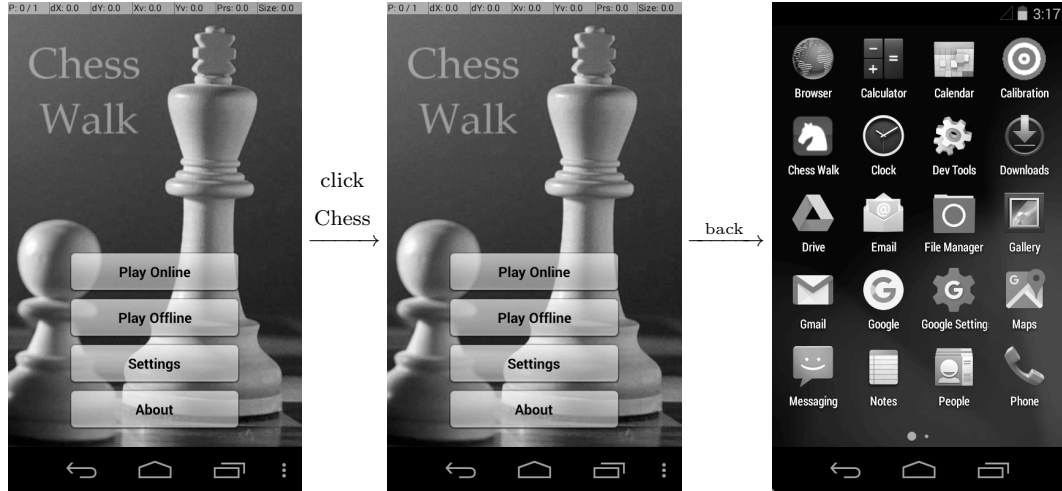 P: 0 / 1 dX: 0.0 dY: 0.0 Xv: 0.0 Yv: 0.0 Prs: 0.0 Size: 0.0
Chess
Walk
Play Online
Play Offline
Settings
About
click
Chess
P: 0 / 1 dX: 0.0 dY: 0.0 Xv: 0.0 Yv: 0.0 Prs: 0.0 Size: 0.0
Chess
Walk
Play Online
Play Offline
Settings
About
back
3:17
Browser Calculator Calendar Calibration
Chess Walk Clock Dev Tools Downloads
Drive Email File Manager Gallery
Gmail Google Google Setting Maps
Messaging Notes People Phone